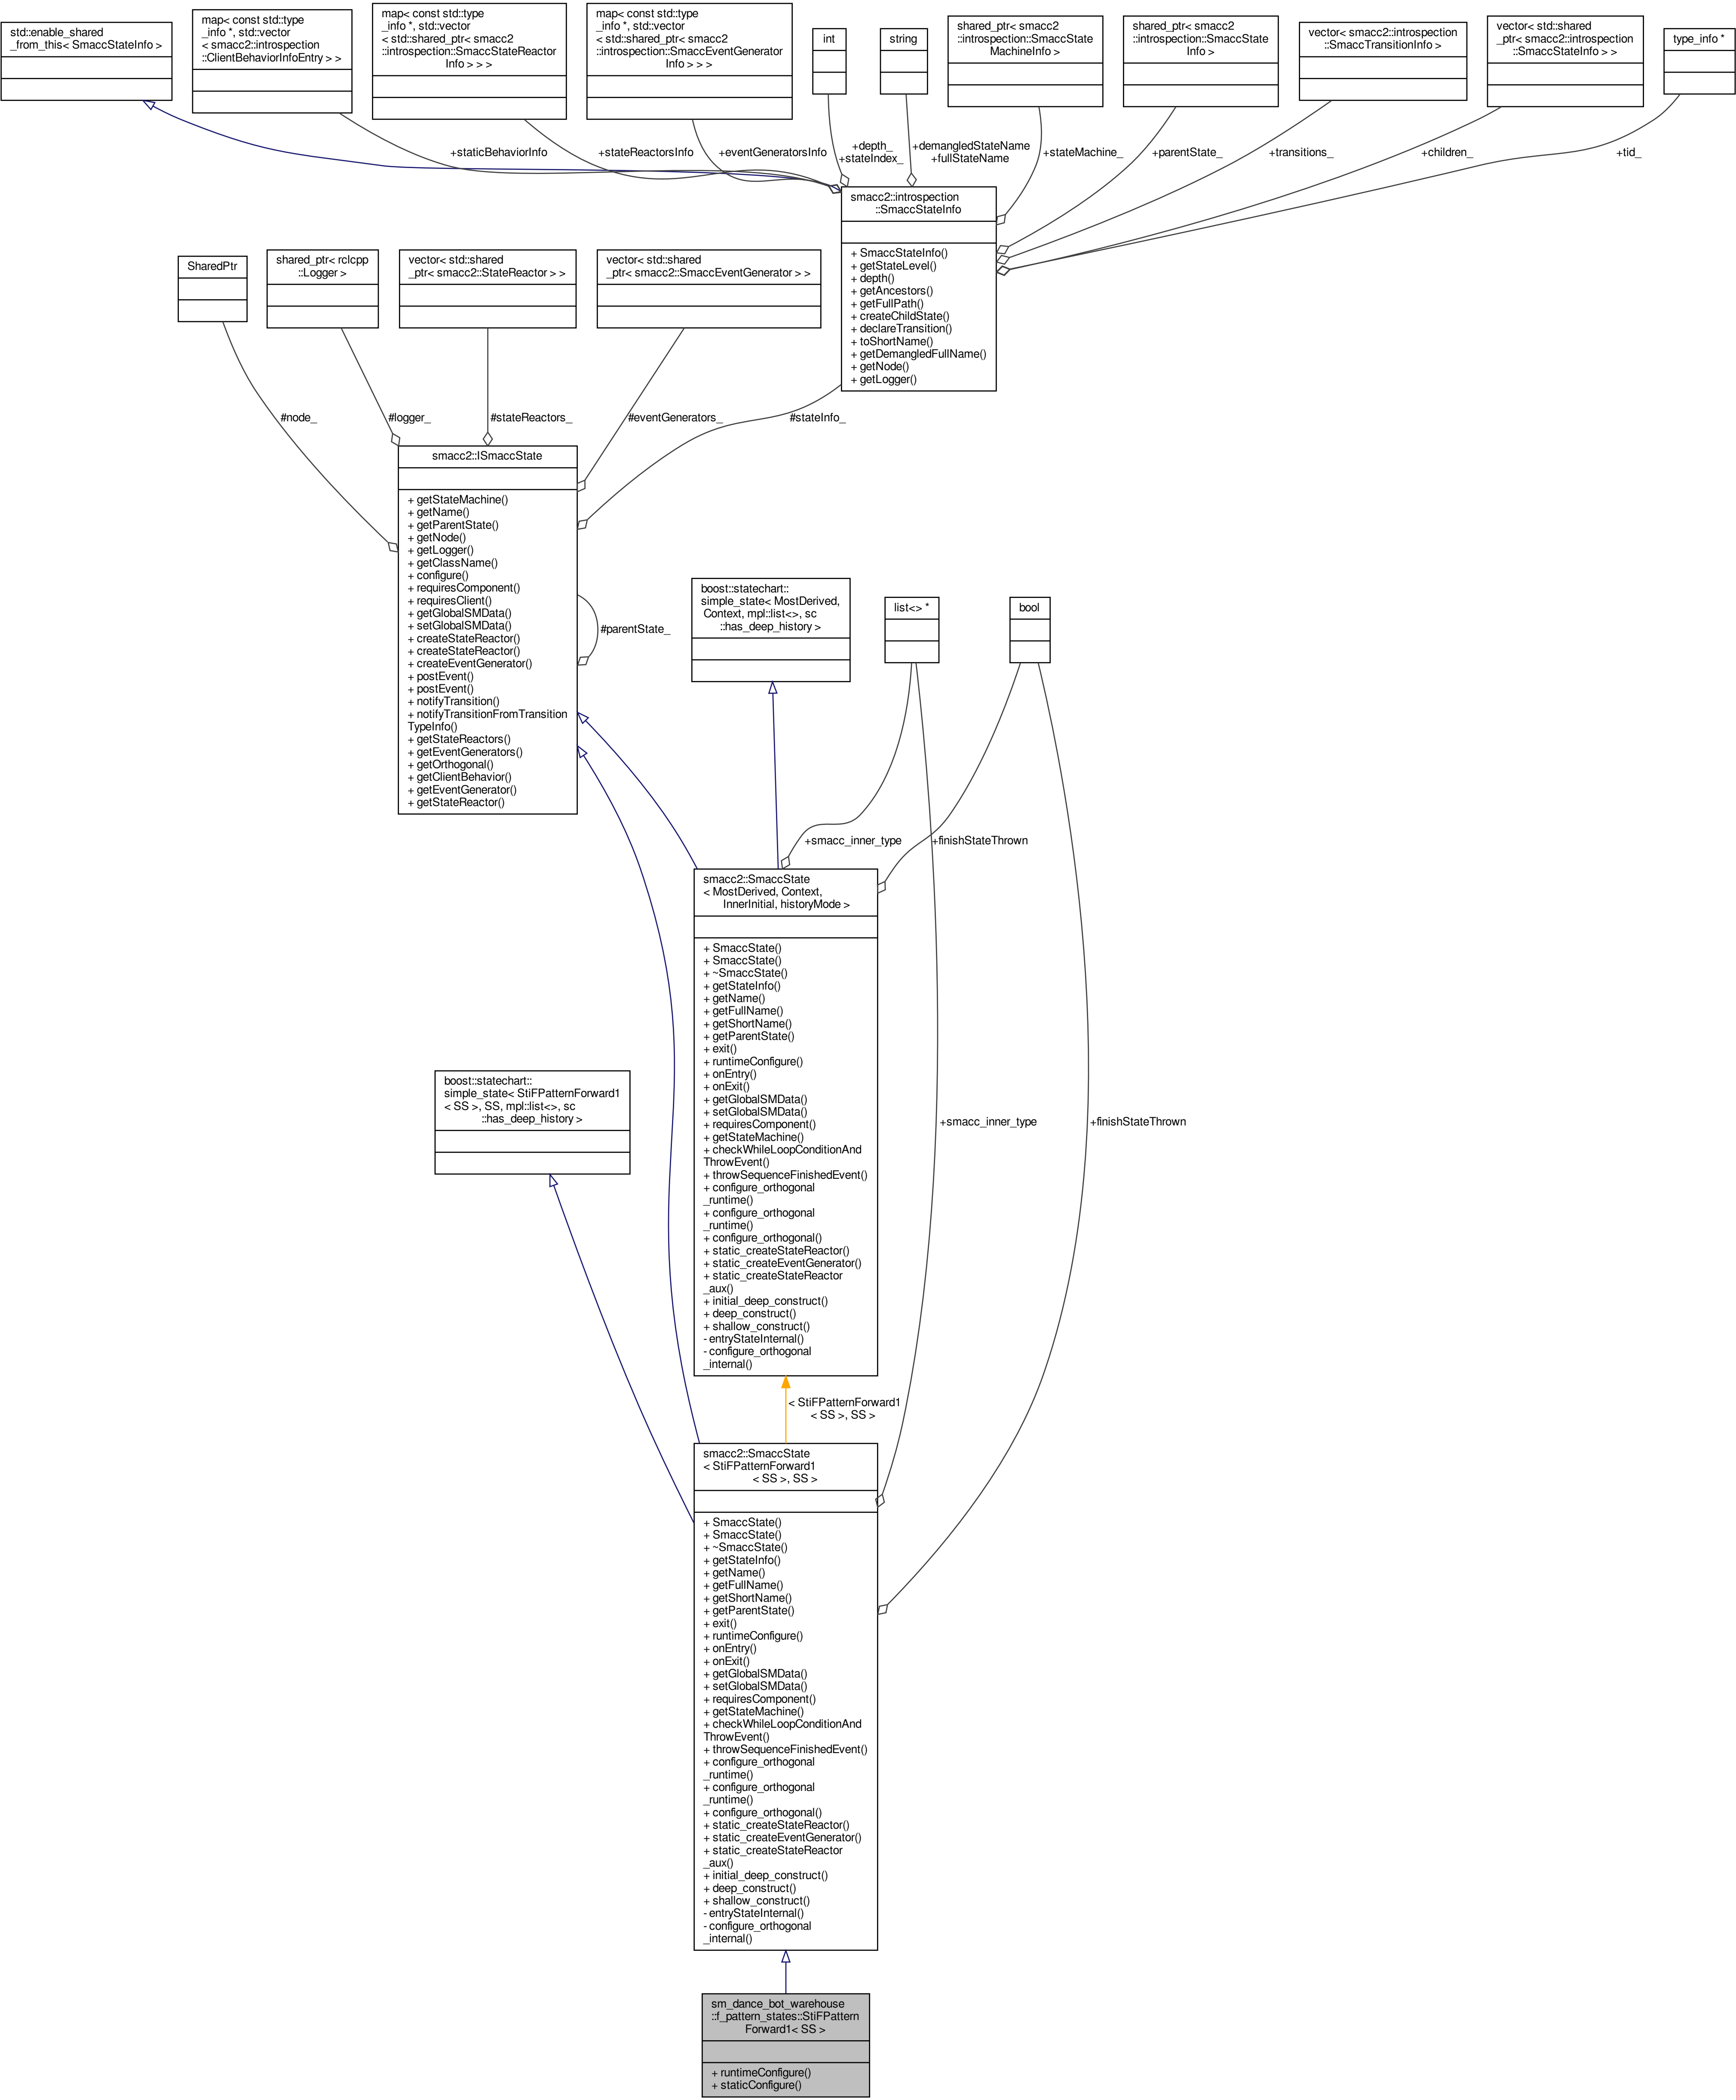 std::enable_shared
_from_this< SmaccStateInfo >
map< const std::type
_info *, std::vector
< smacc2::introspection
::ClientBehaviorInfoEntry > >
map< const std::type
_info *, std::vector
< std::shared_ptr< smacc2
::introspection::SmaccStateReactor
Info > > >
map< const std::type
_info *, std::vector
< std::shared_ptr< smacc2
::introspection::SmaccEventGenerator
Info > > >
int
string
shared_ptr< smacc2
::introspection::SmaccState
MachineInfo >
shared_ptr< smacc2
::introspection::SmaccState
Info >
vector< smacc2::introspection
::SmaccTransitionInfo >
vector< std::shared
_ptr< smacc2::introspection
::SmaccStateInfo > >
type_info *
+staticBehaviorInfo
+stateReactorsInfo
+eventGeneratorsInfo
+depth_
+stateIndex_
+demangledStateName
+fullStateName
+stateMachine_
+parentState_
+transitions_
+children_
+tid_
smacc2::introspection
::SmaccStateInfo
+ SmaccStateInfo()
+ getStateLevel()
+ depth()
+ getAncestors()
+ getFullPath()
+ createChildState()
+ declareTransition()
+ toShortName()
+ getDemangledFullName()
+ getNode()
+ getLogger()
SharedPtr
shared_ptr< rclcpp
::Logger >
vector< std::shared
_ptr< smacc2::StateReactor > >
vector< std::shared
_ptr< smacc2::SmaccEventGenerator > >
#node_
#logger_
#stateReactors_
#eventGenerators_
#stateInfo_
smacc2::ISmaccState
+ getStateMachine()
+ getName()
+ getParentState()
+ getNode()
+ getLogger()
+ getClassName()
+ configure()
+ requiresComponent()
+ requiresClient()
+ getGlobalSMData()
+ setGlobalSMData()
+ createStateReactor()
+ createStateReactor()
+ createEventGenerator()
+ postEvent()
+ postEvent()
+ notifyTransition()
+ notifyTransitionFromTransition
TypeInfo()
+ getStateReactors()
+ getEventGenerators()
+ getOrthogonal()
+ getClientBehavior()
+ getEventGenerator()
+ getStateReactor()
#parentState_
boost::statechart::
simple_state< MostDerived,
Context, mpl::list<>, sc
::has_deep_history >
list<> *
bool
+smacc_inner_type
+finishStateThrown
smacc2::SmaccState
< MostDerived, Context,
InnerInitial, historyMode >
+ SmaccState()
+ SmaccState()
+ ~SmaccState()
+ getStateInfo()
+ getName()
+ getFullName()
+ getShortName()
+ getParentState()
+ exit()
+ runtimeConfigure()
+ onEntry()
+ onExit()
+ getGlobalSMData()
+ setGlobalSMData()
+ requiresComponent()
+ getStateMachine()
+ checkWhileLoopConditionAnd
ThrowEvent()
+ throwSequenceFinishedEvent()
+ configure_orthogonal
_runtime()
+ configure_orthogonal
_runtime()
+ configure_orthogonal()
+ static_createStateReactor()
+ static_createEventGenerator()
+ static_createStateReactor
_aux()
+ initial_deep_construct()
+ deep_construct()
+ shallow_construct()
- entryStateInternal()
- configure_orthogonal
_internal()
boost::statechart::
simple_state< StiFPatternForward1
< SS >, SS, mpl::list<>, sc
::has_deep_history >
+smacc_inner_type
+finishStateThrown
< StiFPatternForward1
< SS >, SS >
smacc2::SmaccState
< StiFPatternForward1
< SS >, SS >
+ SmaccState()
+ SmaccState()
+ ~SmaccState()
+ getStateInfo()
+ getName()
+ getFullName()
+ getShortName()
+ getParentState()
+ exit()
+ runtimeConfigure()
+ onEntry()
+ onExit()
+ getGlobalSMData()
+ setGlobalSMData()
+ requiresComponent()
+ getStateMachine()
+ checkWhileLoopConditionAnd
ThrowEvent()
+ throwSequenceFinishedEvent()
+ configure_orthogonal
_runtime()
+ configure_orthogonal
_runtime()
+ configure_orthogonal()
+ static_createStateReactor()
+ static_createEventGenerator()
+ static_createStateReactor
_aux()
+ initial_deep_construct()
+ deep_construct()
+ shallow_construct()
- entryStateInternal()
- configure_orthogonal
_internal()
sm_dance_bot_warehouse
::f_pattern_states::StiFPattern
Forward1< SS >
+ runtimeConfigure()
+ staticConfigure()